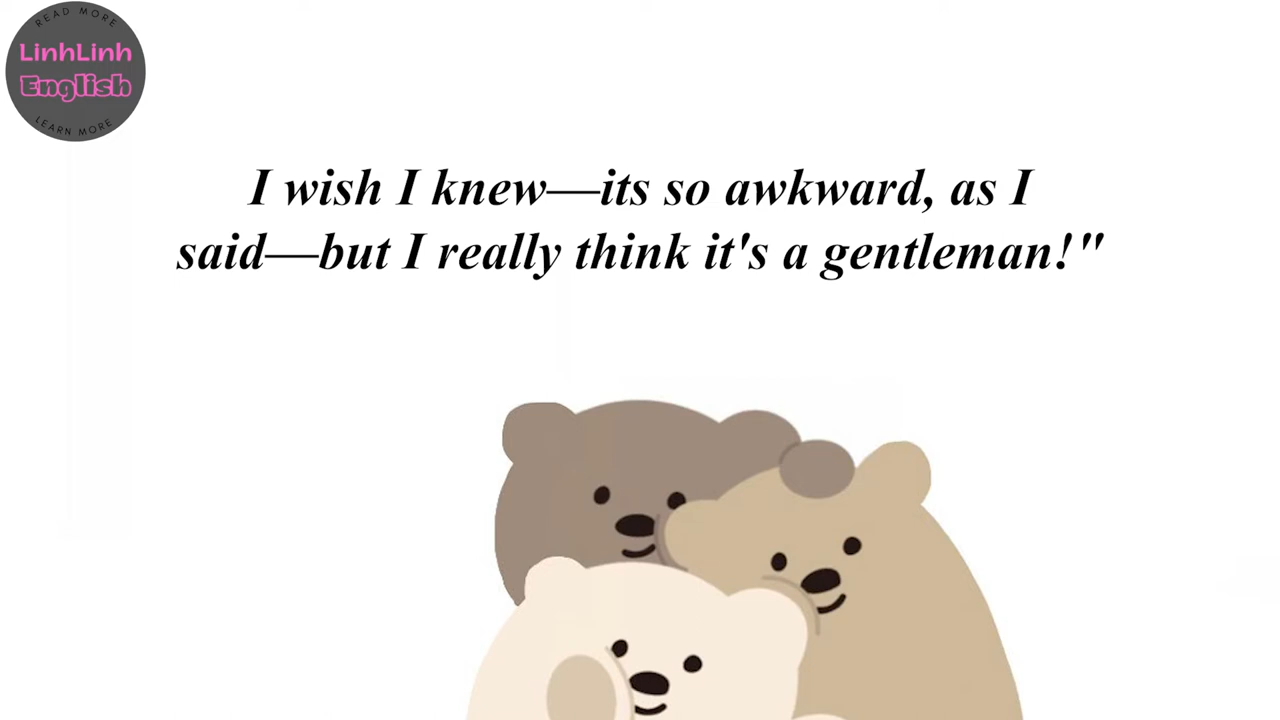 READ MORE
LinhLinh
English
LEARN MORE
I wish I knew—its so awkward, as I
said—but I really think it's a gentleman!"